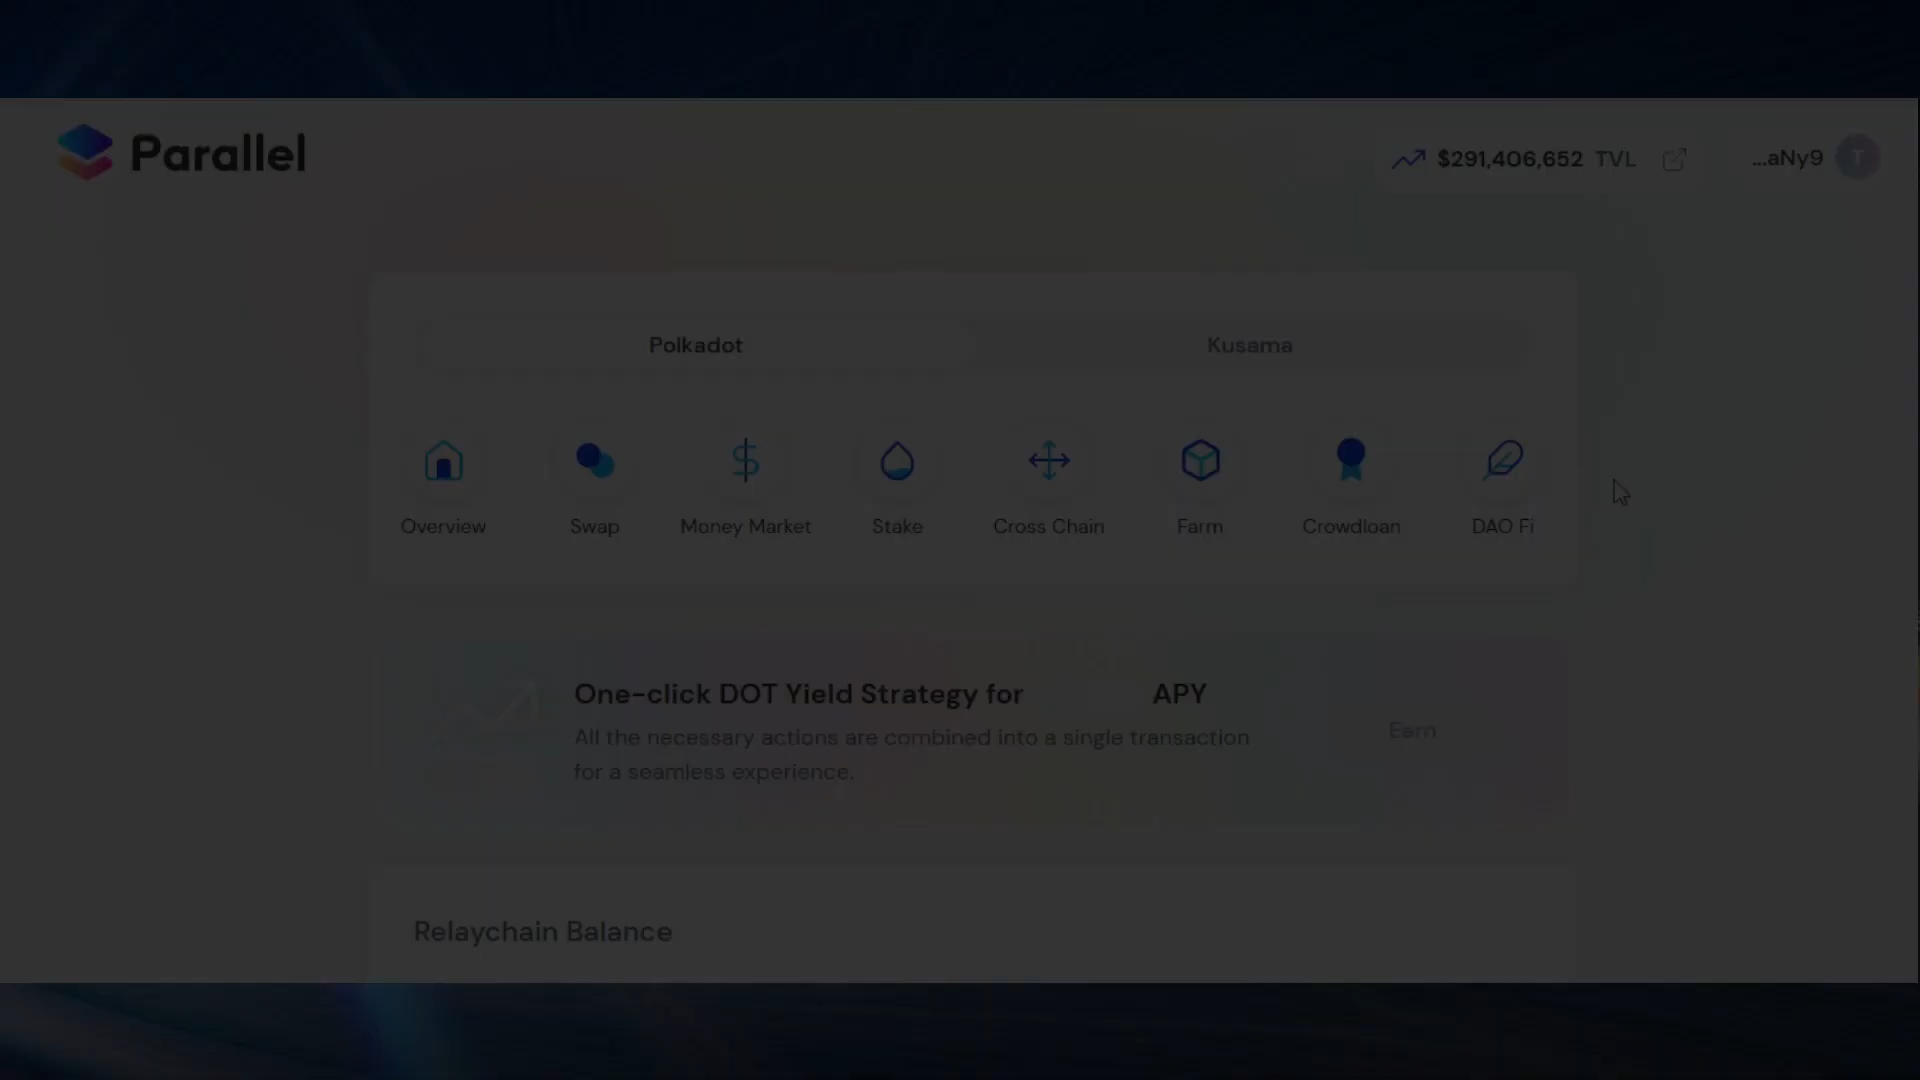 Parallel
$291,406,652 TVL
...aNy9 T
Polkadot Kusama
Overview Swap Money Market Stake Cross Chain Farm Crowdloan DAO Fi
One-click DOT Yield Strategy for APY
All the necessary actions are combined into a single transaction
for a seamless experience.
Earn
Relaychain Balance